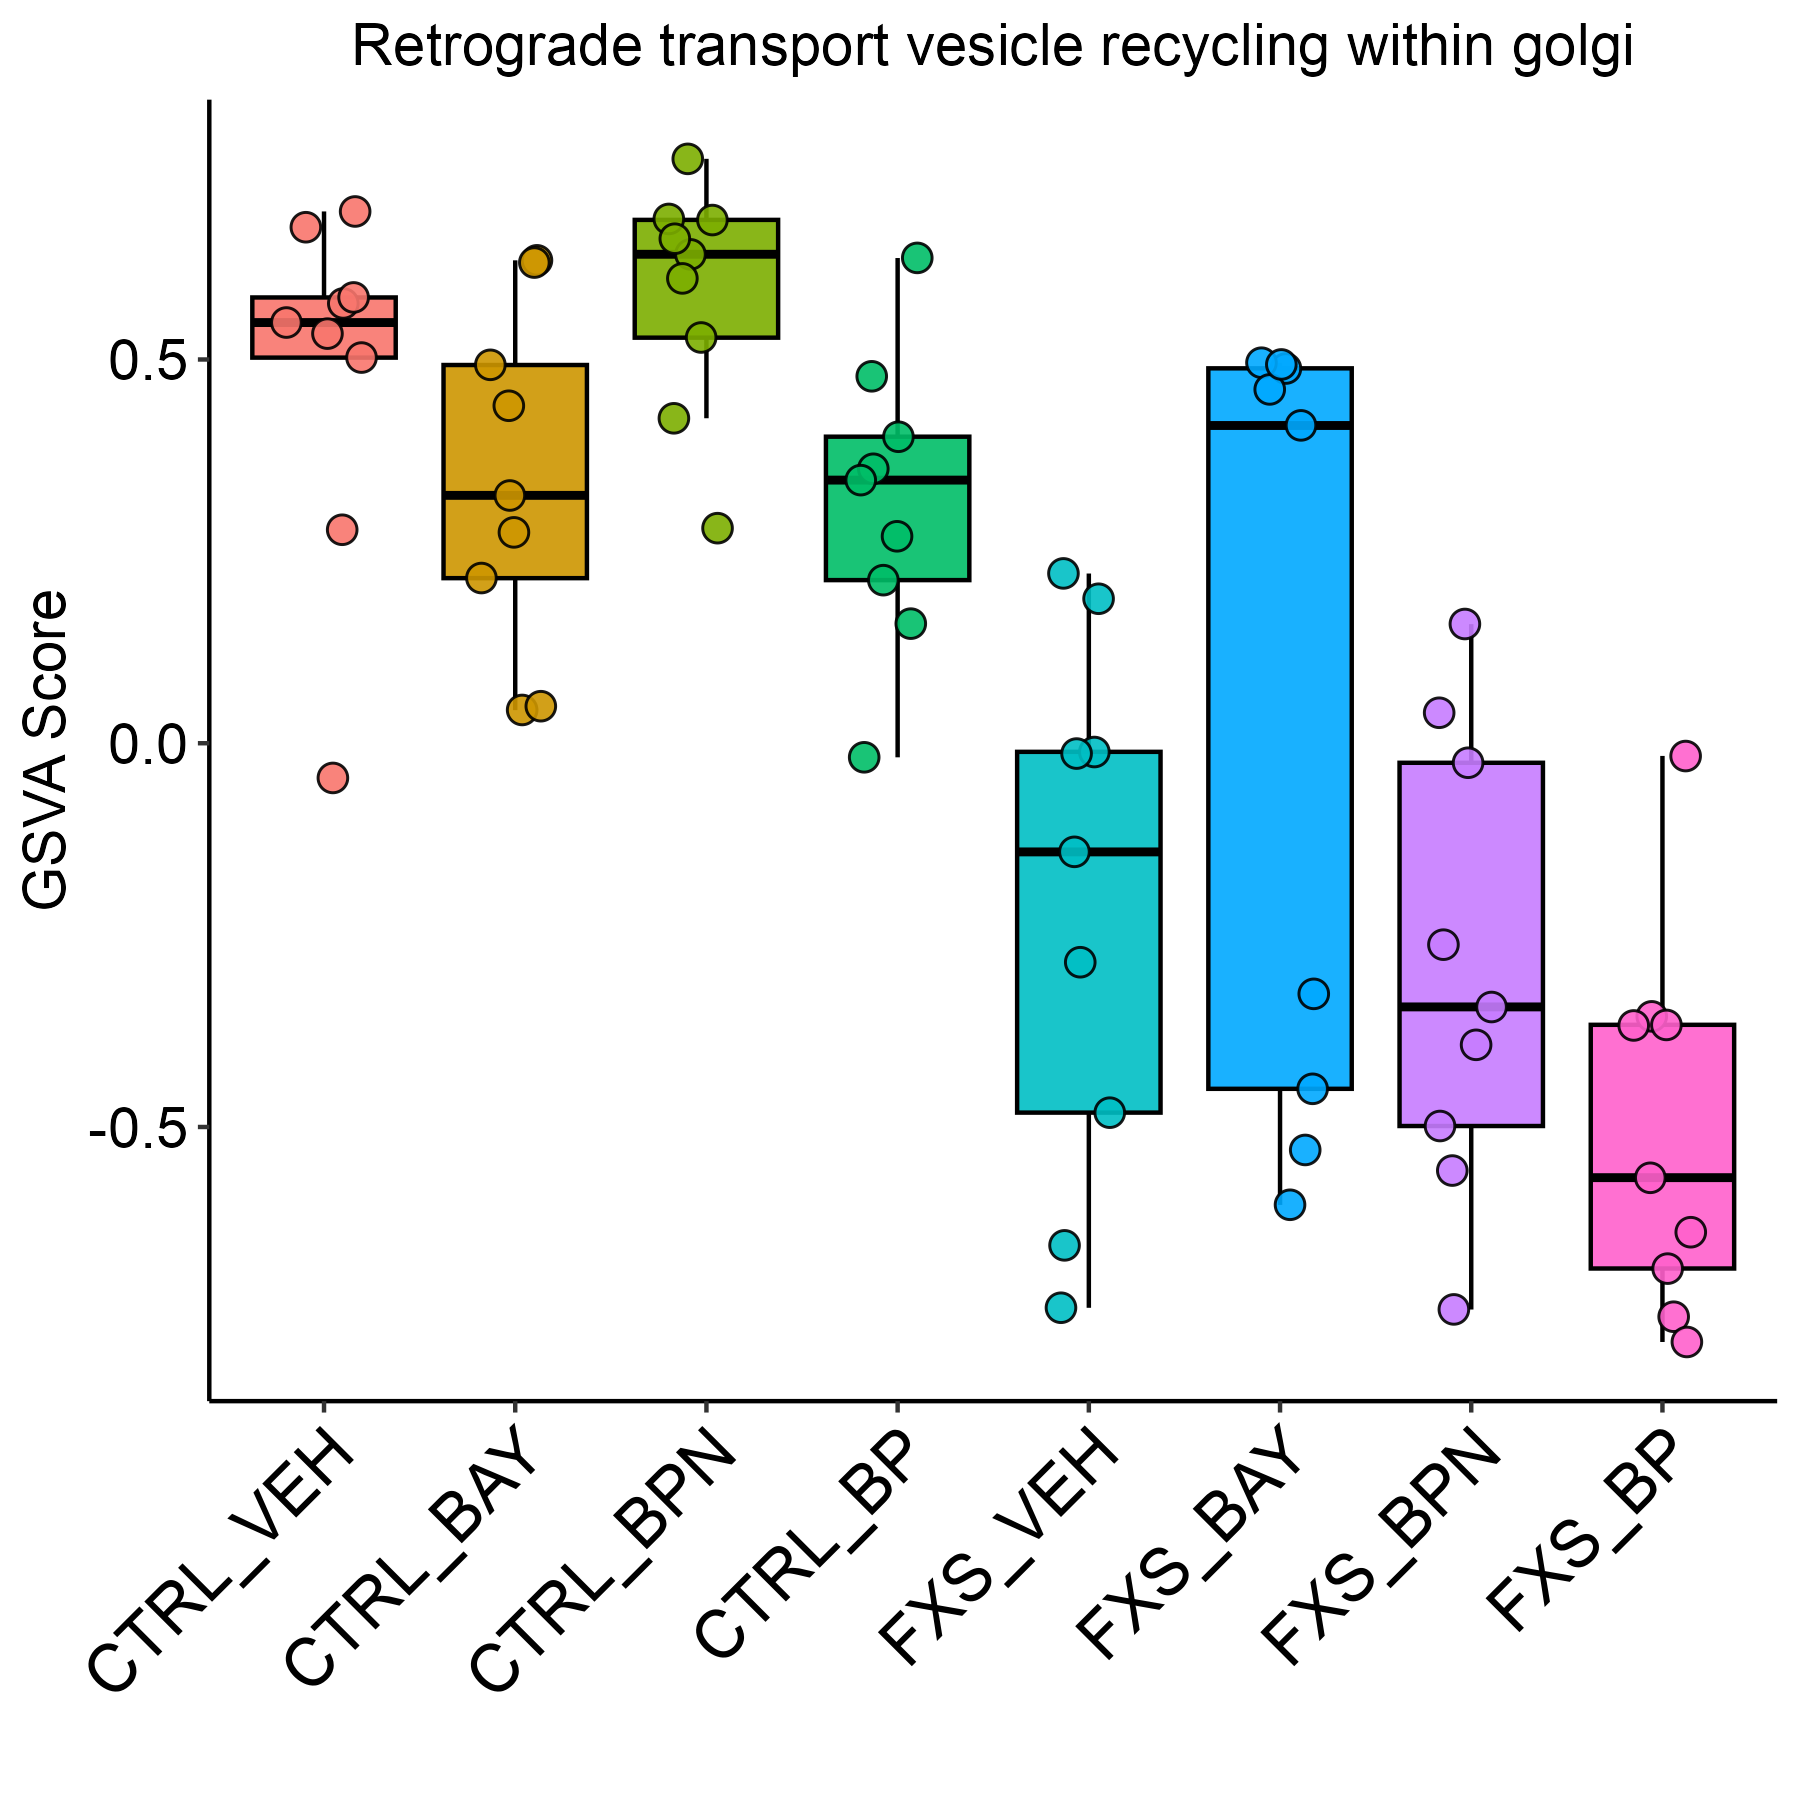 Retrograde transport vesicle recycling within golgi
GSVA Score
0.5
0.0
-0.5
CTRL_VEH
CTRL_BAY
CTRL_BPN
CTRL_BP
FXS_VEH
FXS_BAY
FXS_BPN
FXS_BP